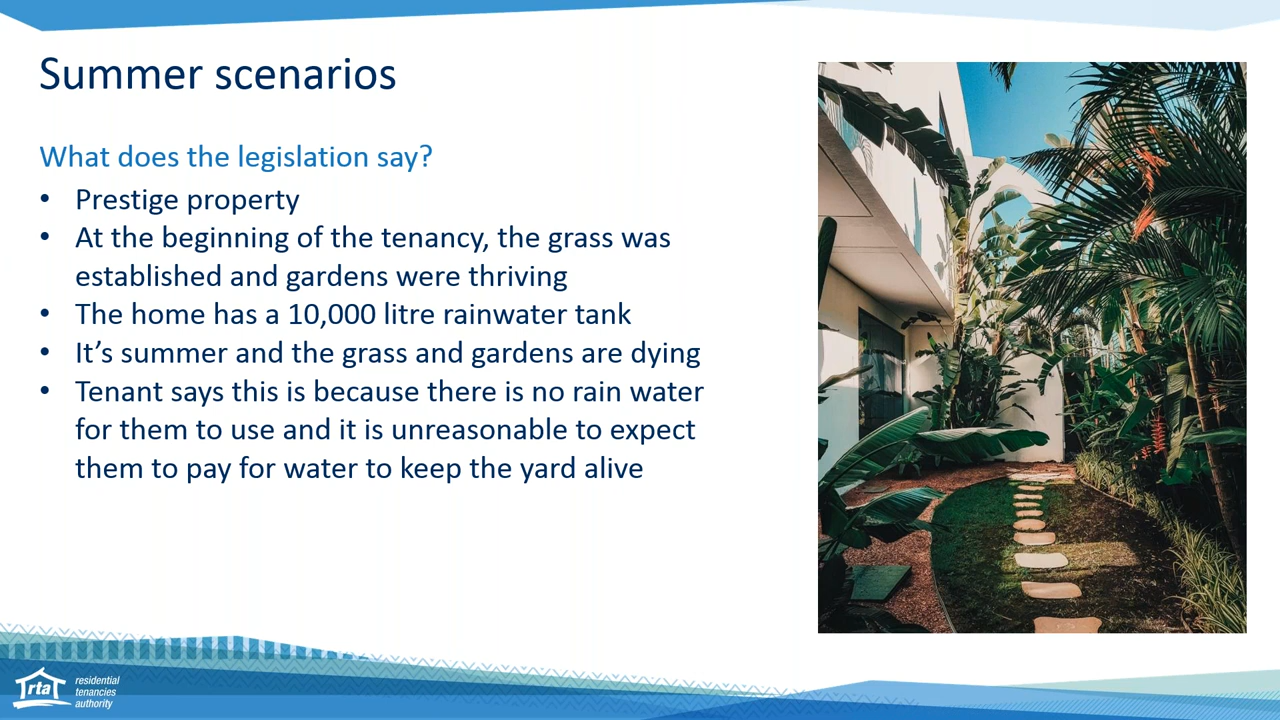 Summer scenarios
What does the legislation say?
• Prestige property
• At the beginning of the tenancy, the grass was
established and gardens were thriving
• The home has a 10,000 litre rainwater tank
• It’s summer and the grass and gardens are dying
• Tenant says this is because there is no rain water
for them to use and it is unreasonable to expect
them to pay for water to keep the yard alive
rta
residential
tenancies
authority